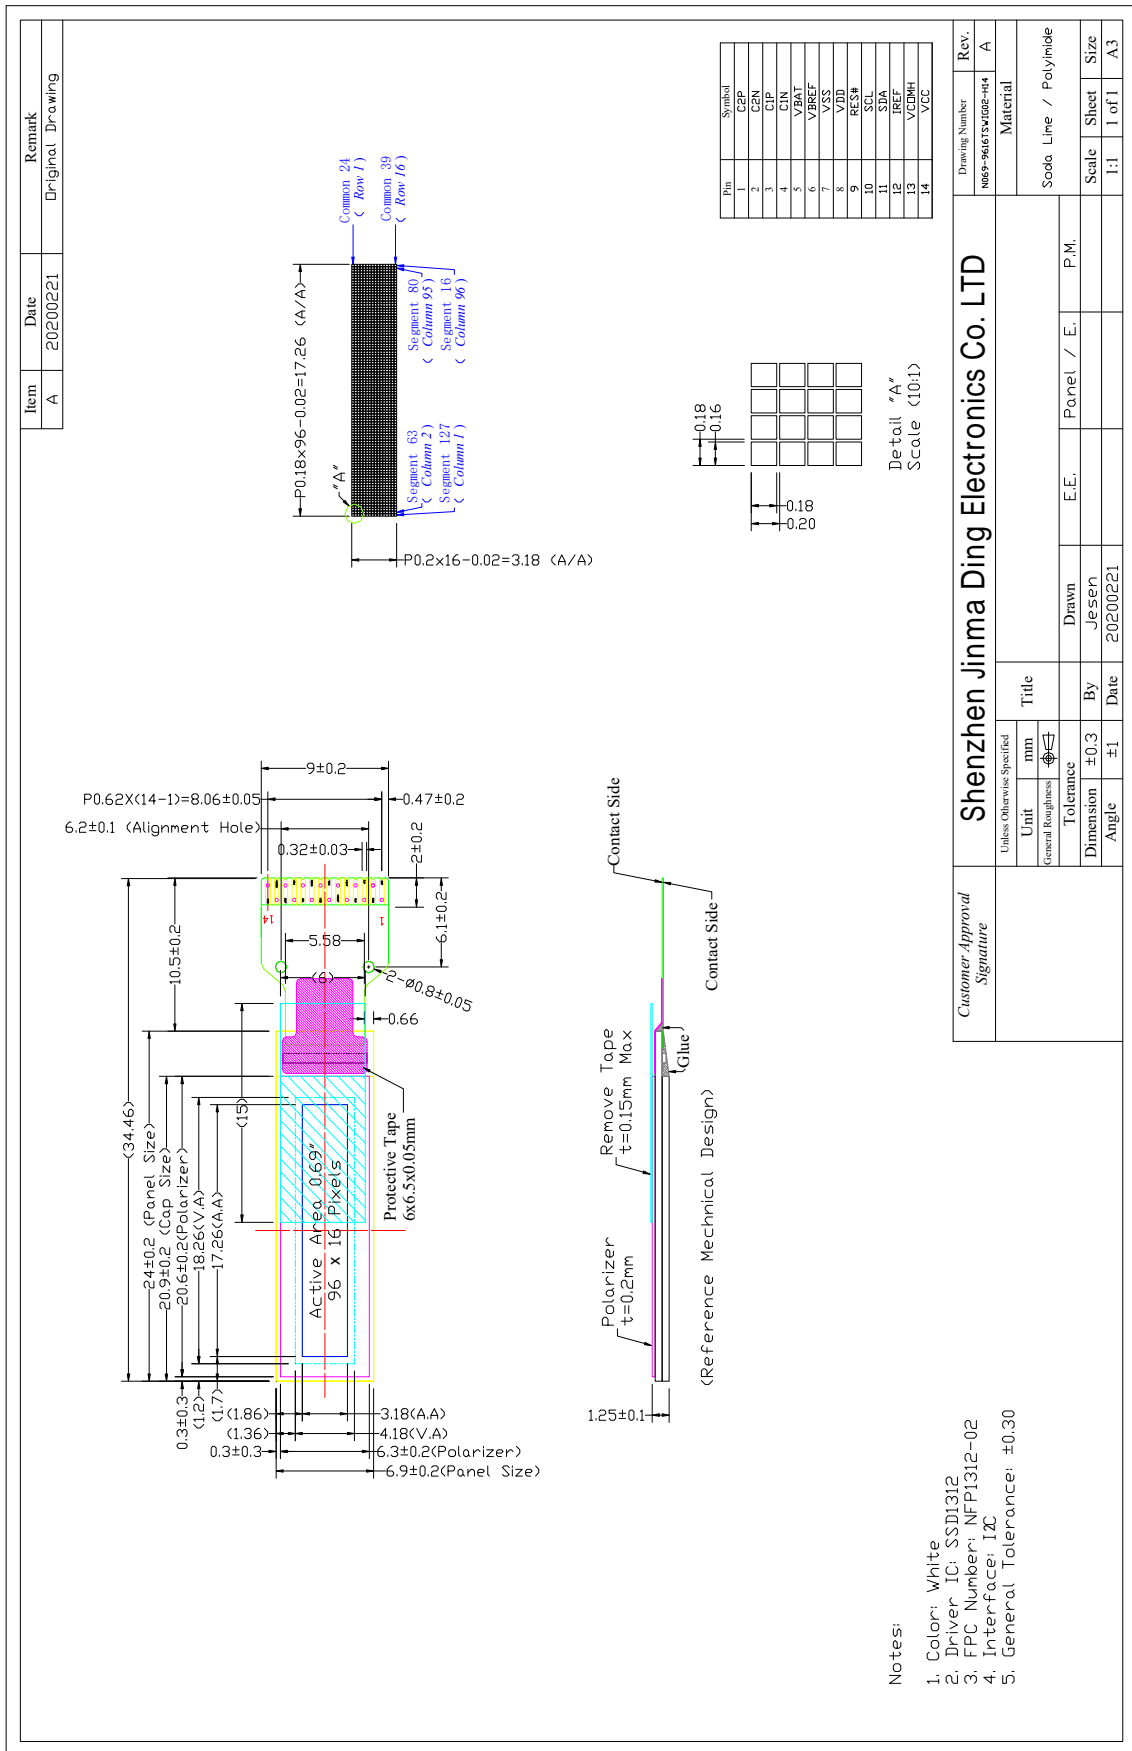 Item Date Remark
A 20200221 Original Drawing
P0.18x96-0.02=17.26 (A/A)
"A"
P0.2x16-0.02=3.18 (A/A)
Common 24
( Row 1)
Common 39
( Row 16)
Segment 63
( Column 2)
Segment 127
( Column 1)
Segment 80
( Column 95)
Segment 16
( Column 96)
(34.46)
24±0.2 (Panel Size)
20.9±0.2 (Cap Size)
20.6±0.2(Polarizer)
18.26(V.A)
17.26(A.A)
0.3±0.3
(1.2)
(1.7)
10.5±0.2
(15)
Active Area 0.69"
96 x 16 Pixels
(1.86)
(1.36)
0.3±0.3
3.18(A.A)
4.18(V.A)
6.3±0.2(Polarizer)
6.9±0.2(Panel Size)
9±0.2
P0.62X(14-1)=8.06±0.05
0.47±0.2
6.2±0.1 (Alignment Hole)
0.32±0.03
2±0.2
6.1±0.2
14
1
5.58
(6)
2-ø0.8±0.05
0.66
Protective Tape
6x6.5x0.05mm
Polarizer
t=0.2mm
Remove Tape
t=0.15mm Max
Glue
Contact Side
Contact Side
1.25±0.1
(Reference Mechnical Design)
0.18
0.16
0.18
0.20
Detail "A"
Scale (10:1)
Pin Symbol
1 C2P
2 C2N
3 C1P
4 C1N
5 VBAT
6 VBREF
7 VSS
8 VDD
9 RES#
10 SCL
11 SDA
12 IREF
13 VCOMH
14 VCC
Notes:
1. Color: White
2. Driver IC: SSD1312
3. FPC Number: NFP1312-02
4. Interface: I2C
5. General Tolerance: ±0.30
Customer Approval
Signature
Shenzhen Jinma Ding Electronics Co. LTD
Drawing Number Rev.
N069-9616TSWIG02-H14 A
Unless Otherwise Specified
Unit mm
General Roughness
Tolerance
Dimension ±0.3
Angle ±1
Title
Material
Soda Lime / Polyimide
Drawn E.E. Panel / E. P.M.
By Jesen
Date 20200221
Scale Sheet Size
1:1 1 of 1 A3